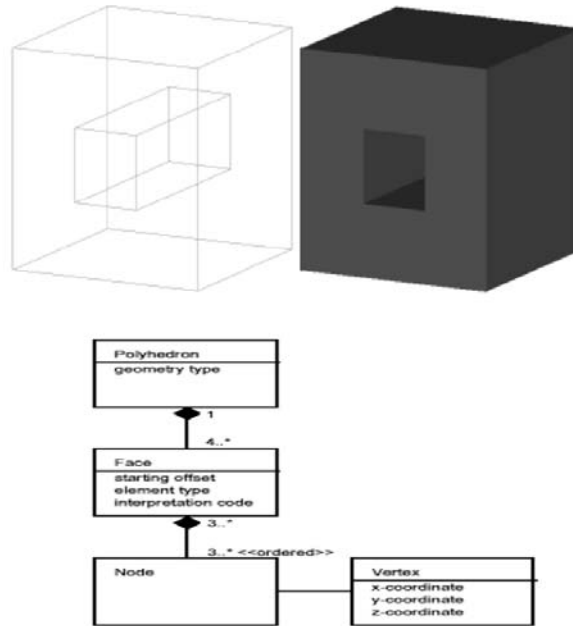 Polyhedron
geometry type
1
4..*
Face
starting offset
element type
interpretation code
3..*
3..* <<ordered>>
Node
Vertex
x-coordinate
y-coordinate
z-coordinate